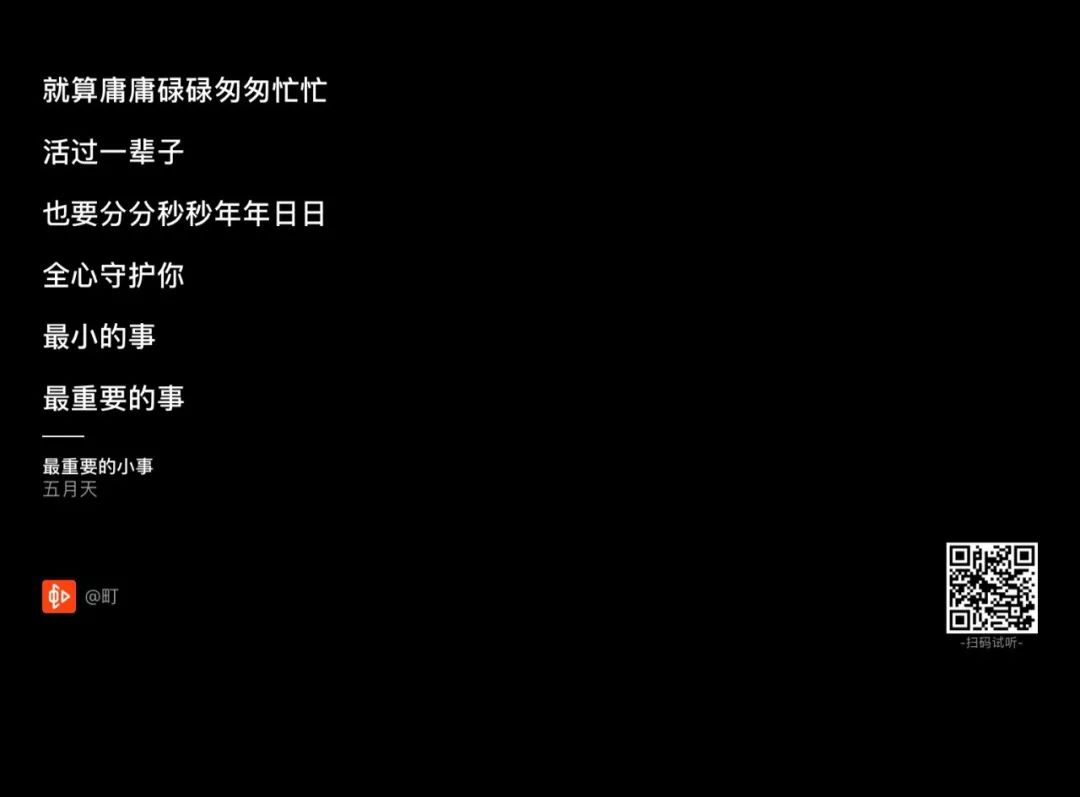 就算庸庸碌碌匆匆忙忙
活过一辈子
也要分分秒秒年年日日
全心守护你
最小的事
最重要的事
最重要的小事
五月天
@町
-扫码试听-